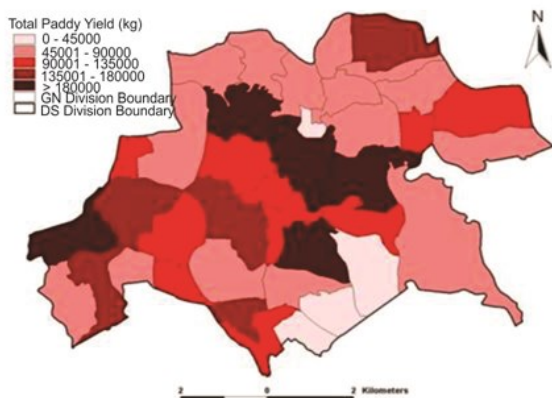 Total Paddy Yield (kg)
0 - 45000
45001 - 90000
90001 - 135000
135001 - 180000
> 180000
GN Division Boundary
DS Division Boundary
N
2 0 2 Kilometers